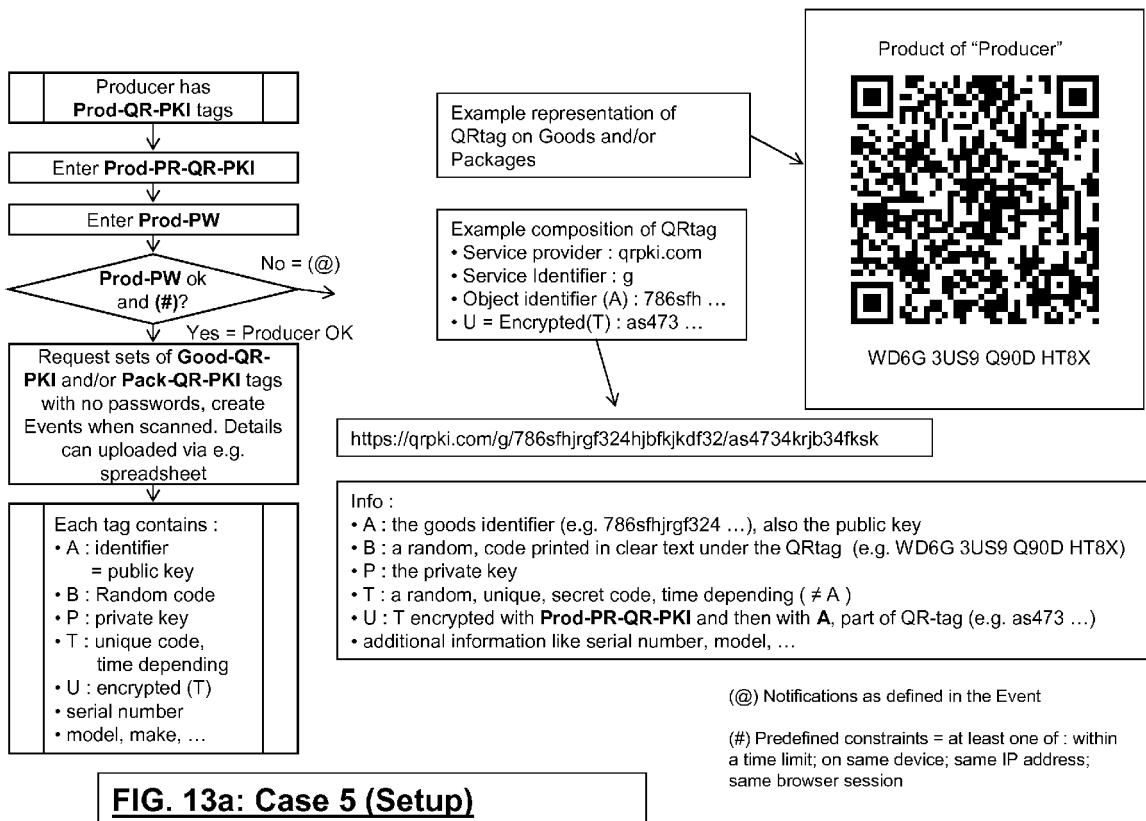 Producer has
Prod-QR-PKI tags
Enter Prod-PR-QR-PKI
Enter Prod-PW
Prod-PW ok
and (#)?
No = (@)
Yes = Producer OK
Request sets of Good-QR-
PKI and/or Pack-QR-PKI tags
with no passwords, create
Events when scanned. Details
can uploaded via e.g.
spreadsheet
Each tag contains :
• A : identifier
= public key
• B : Random code
• P : private key
• T : unique code,
time depending
• U : encrypted (T)
• serial number
• model, make, …
Example representation of
QRtag on Goods and/or
Packages
Product of “Producer”
WD6G 3US9 Q90D HT8X
Example composition of QRtag
• Service provider : qrpki.com
• Service Identifier : g
• Object identifier (A) : 786sfh …
• U = Encrypted(T) : as473 …
https://qrpki.com/g/786sfhjrgf324hjbfkjkdf32/as4734krjb34fksk
Info :
• A : the goods identifier (e.g. 786sfhjrgf324 …), also the public key
• B : a random, code printed in clear text under the QRtag (e.g. WD6G 3US9 Q90D HT8X)
• P : the private key
• T : a random, unique, secret code, time depending ( ≠ A )
• U : T encrypted with Prod-PR-QR-PKI and then with A, part of QR-tag (e.g. as473 …)
• additional information like serial number, model, …
(@) Notifications as defined in the Event
(#) Predefined constraints = at least one of : within
a time limit; on same device; same IP address;
same browser session
FIG. 13a: Case 5 (Setup)